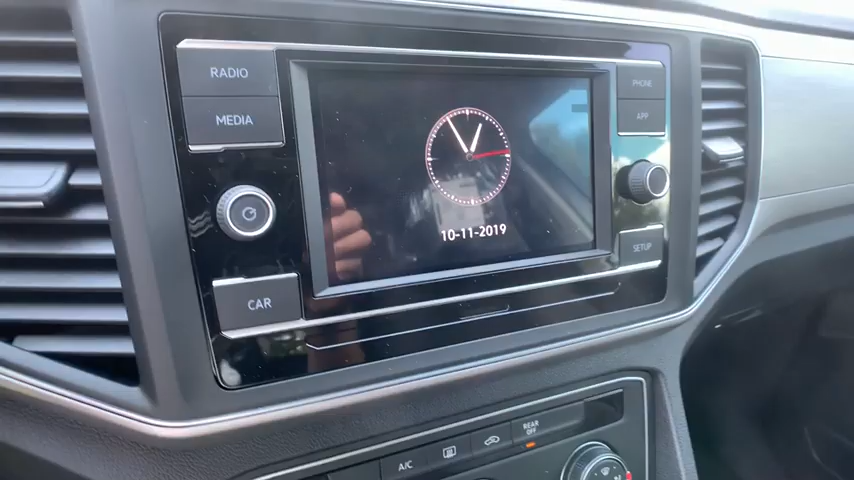 RADIO
MEDIA
PHONE
APP
10-11-2019
SETUP
CAR
A/C
REAR
OFF